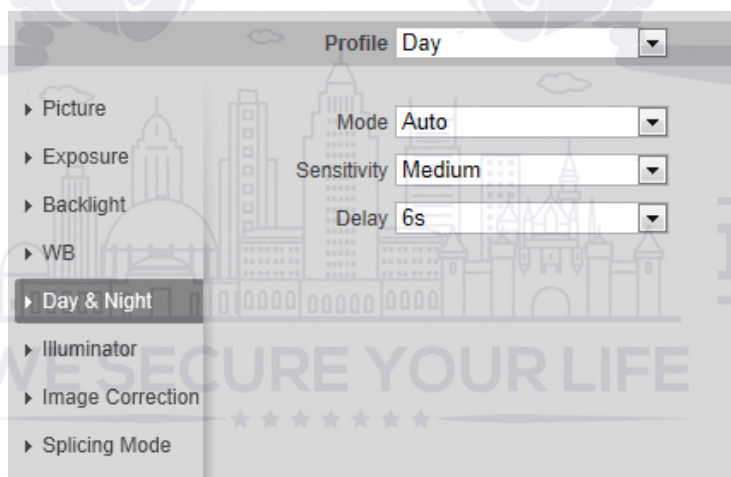 Profile Day
Picture
Mode Auto
Exposure
Sensitivity Medium
Backlight
Delay 6s
WB
Day & Night
Illuminator
WE SECURE YOUR LIFE
Image Correction
Splicing Mode